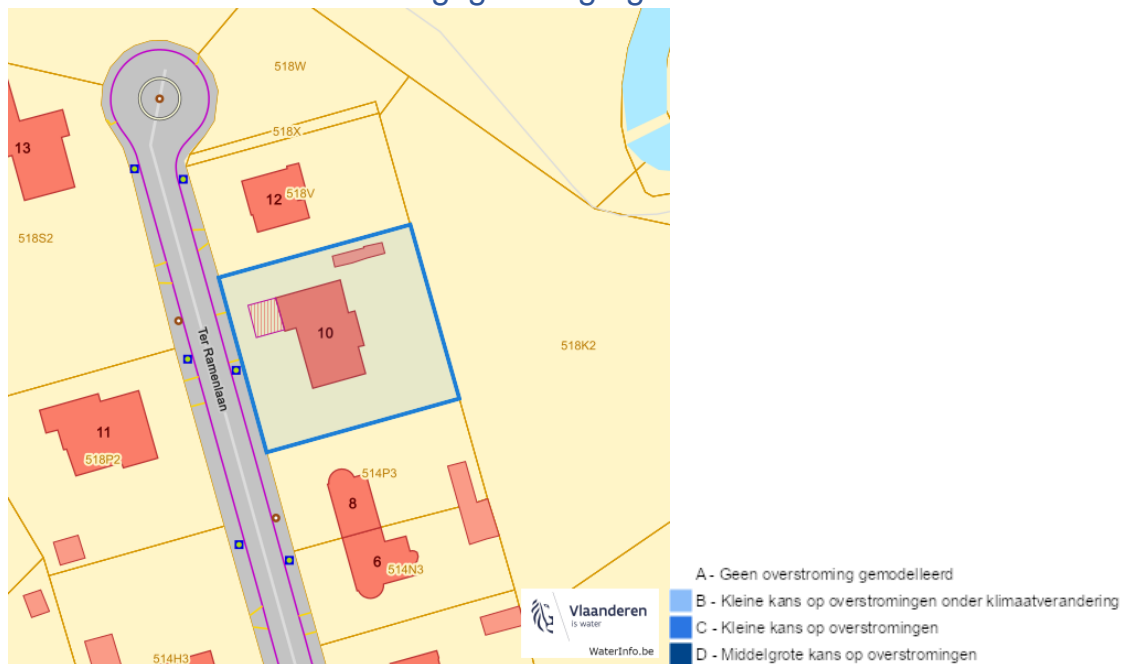 518W
518X
13
12
518V
518S2
10
Ter Ramenlaan
518K2
11
518P2
514P3
8
6
514N3
514H3
Vlaanderen
is water
WaterInfo.be
A - Geen overstroming gemodelleerd
B - Kleine kans op overstromingen onder klimaatverandering
C - Kleine kans op overstromingen
D - Middelgrote kans op overstromingen